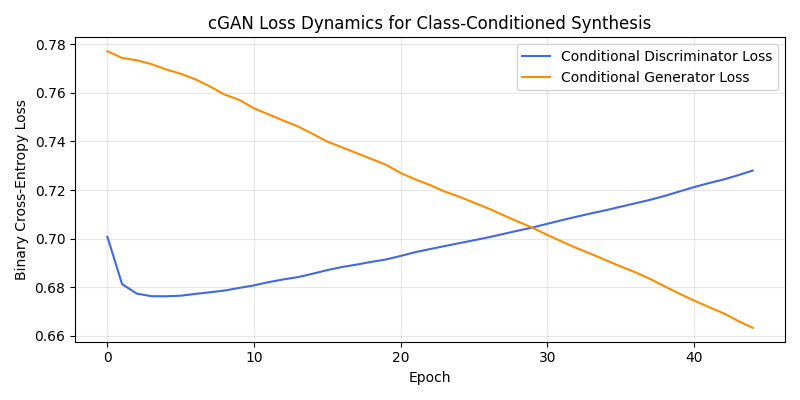 cGAN Loss Dynamics for Class-Conditioned Synthesis
Binary Cross-Entropy Loss
0.78
0.76
0.74
0.72
0.70
0.68
0.66
Conditional Discriminator Loss
Conditional Generator Loss
0
10
20
30
40
Epoch